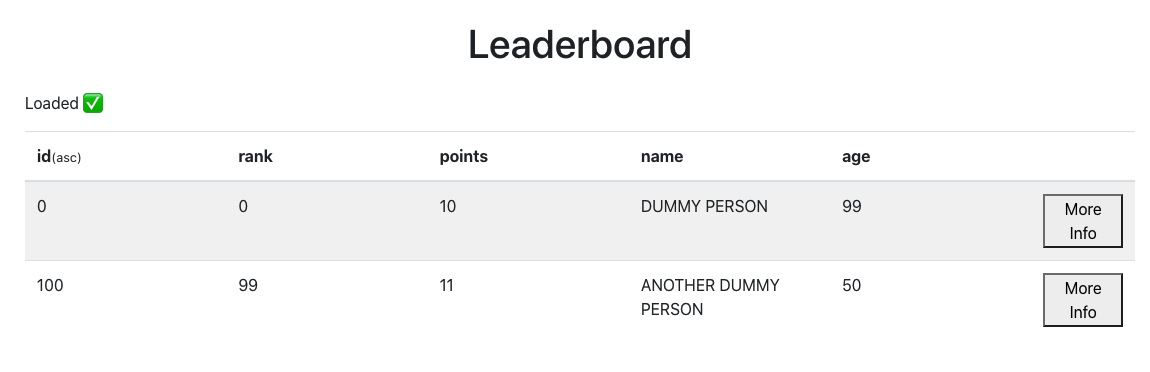 Leaderboard
Loaded ✅
id(asc) rank points name age
0 0 10 DUMMY PERSON 99 More Info
100 99 11 ANOTHER DUMMY PERSON 50 More Info